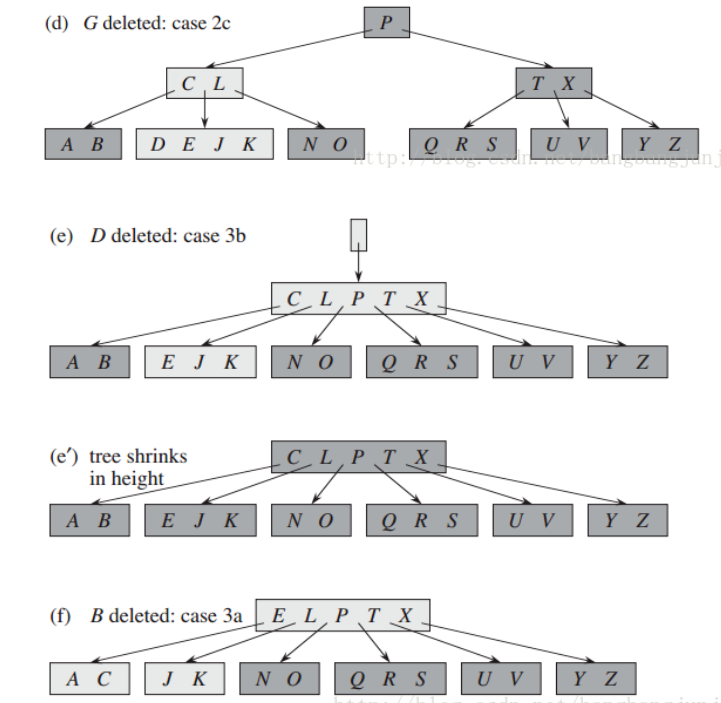 (d) G deleted: case 2c
P
C L
T X
A B
D E J K
N O
Q R S
U V
Y Z
(e) D deleted: case 3b
C L P T X
A B
E J K
N O
Q R S
U V
Y Z
(e′) tree shrinks
in height
C L P T X
A B
E J K
N O
Q R S
U V
Y Z
(f) B deleted: case 3a
E L P T X
A C
J K
N O
Q R S
U V
Y Z